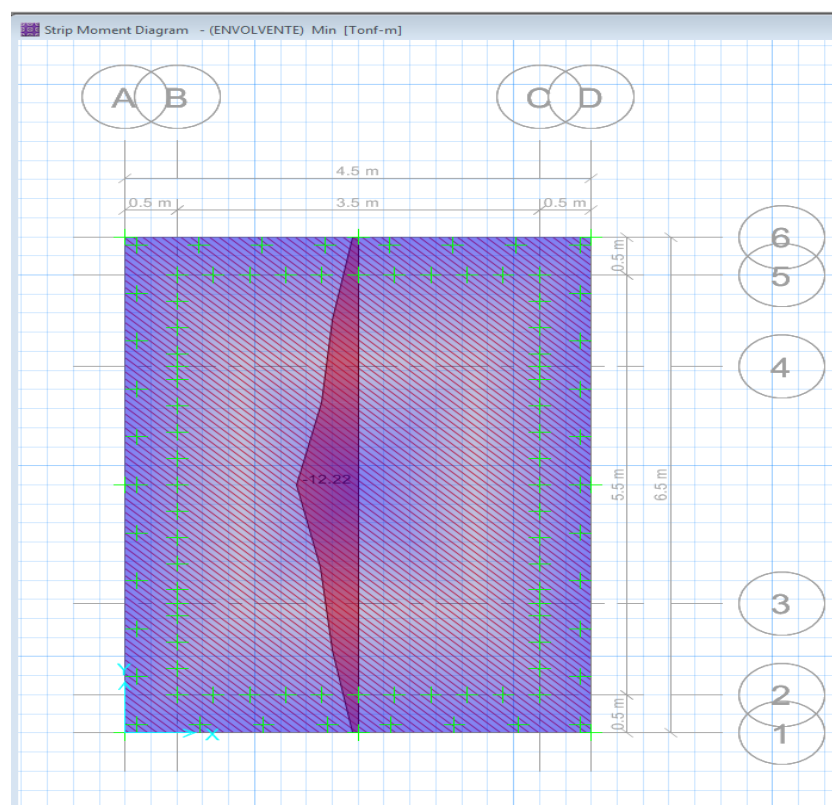 Strip Moment Diagram - (ENVOLVENTE) Min [Tonf-m]
A B C D
4.5 m
0.5 m 3.5 m 0.5 m
6
0.5 m
5
4
-12.22
5.5 m
6.5 m
3
2
0.5 m
1
Y
X